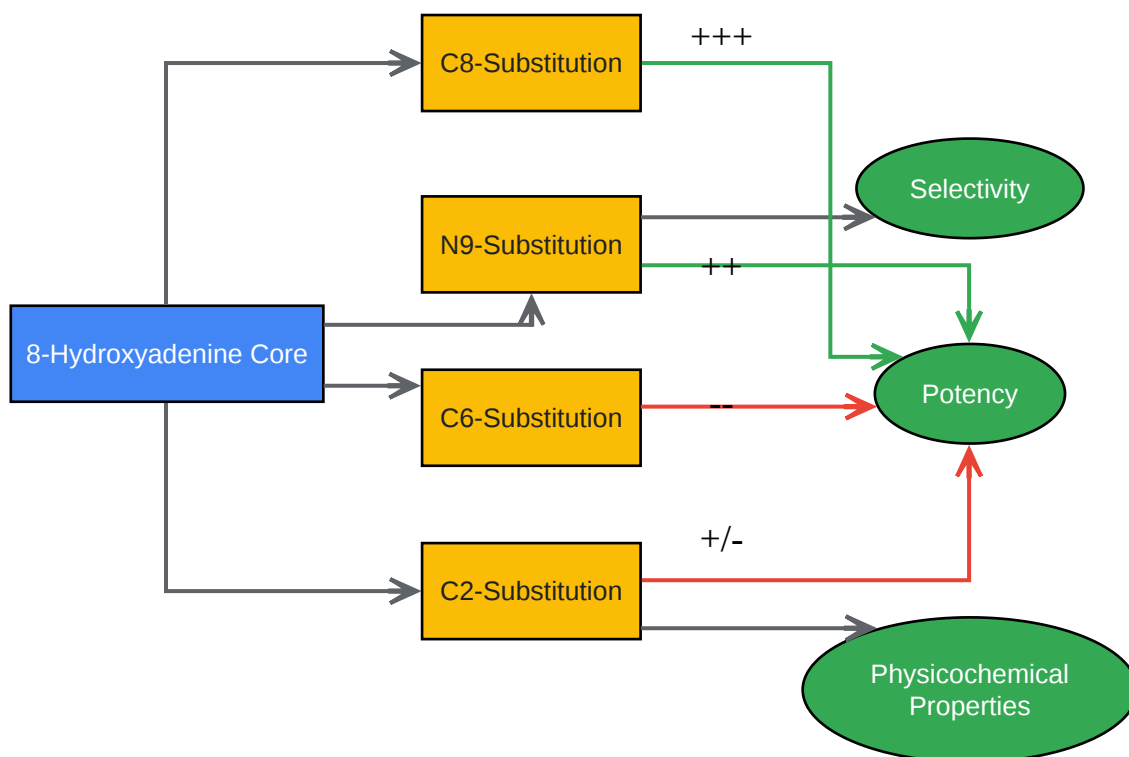 +++
C8-Substitution
Selectivity
N9-Substitution
++
8-Hydroxyadenine Core
Potency
--
C6-Substitution
+/-
C2-Substitution
Physicochemical
Properties